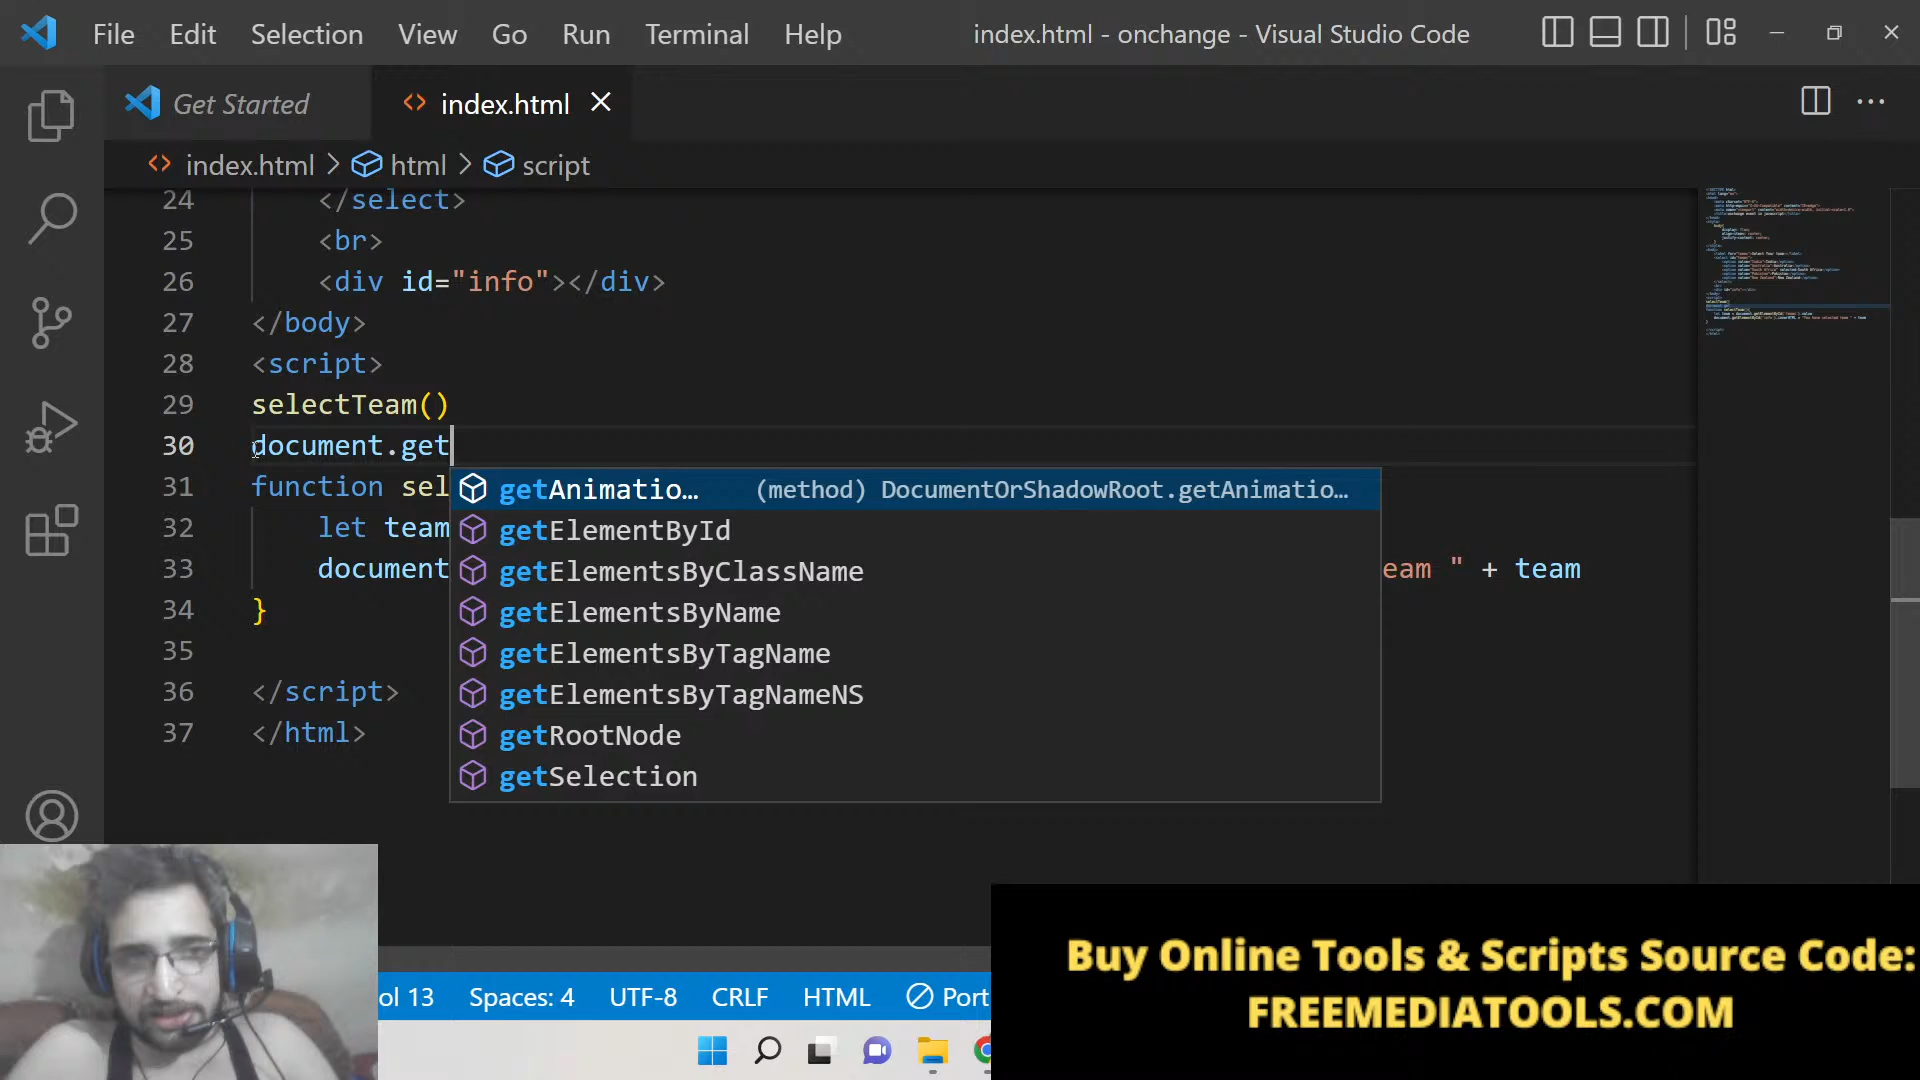 File Edit Selection View Go Run Terminal Help index.html - onchange - Visual Studio Code
Get Started index.html
index.html > html > script
24 </select>
25 <br>
26 <div id="info"></div>
27 </body>
28 <script>
29 selectTeam()
30 document.get
getAnimatio… (method) DocumentOrShadowRoot.getAnimatio…
31 function sel
getElementById
32 let team
getElementsByClassName
33 document eam " + team
getElementsByName
34 }
getElementsByTagName
35
getElementsByTagNameNS
36 </script>
getRootNode
37 </html>
getSelection
ol 13 Spaces: 4 UTF-8 CRLF HTML Port
Buy Online Tools & Scripts Source Code:
FREEMEDIATOOLS.COM